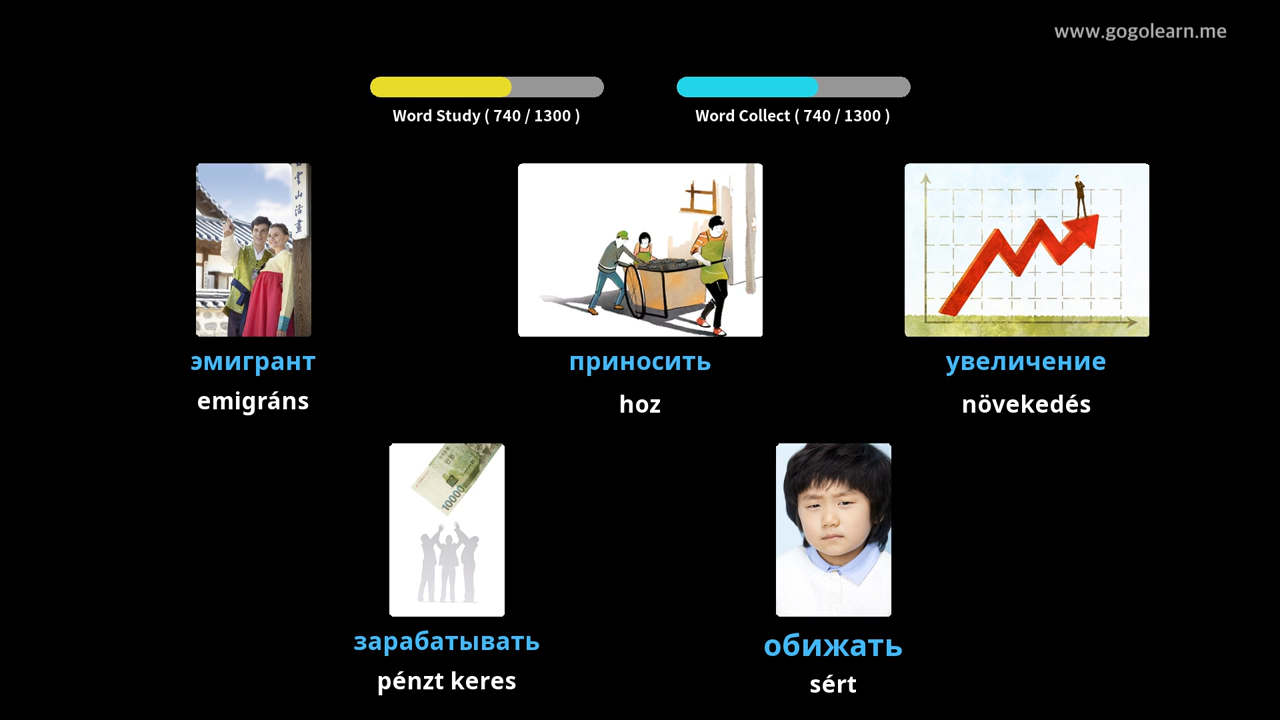 www.gogolearn.me
Word Study ( 740 / 1300 )
Word Collect ( 740 / 1300 )
эмигрант
emigráns
приносить
hoz
увеличение
növekedés
10000
зарабатывать
pénzt keres
обижать
sért